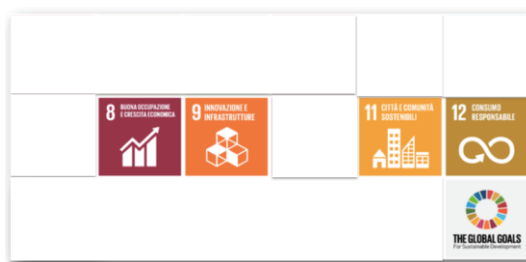 8 BUONA OCCUPAZIONE
E CRESCITA ECONOMICA
9 INNOVAZIONE E
INFRASTRUTTURE
11 CITTÀ E COMUNITÀ
SOSTENIBILI
12 CONSUMO
RESPONSABILE
THE GLOBAL GOALS
For Sustainable Development